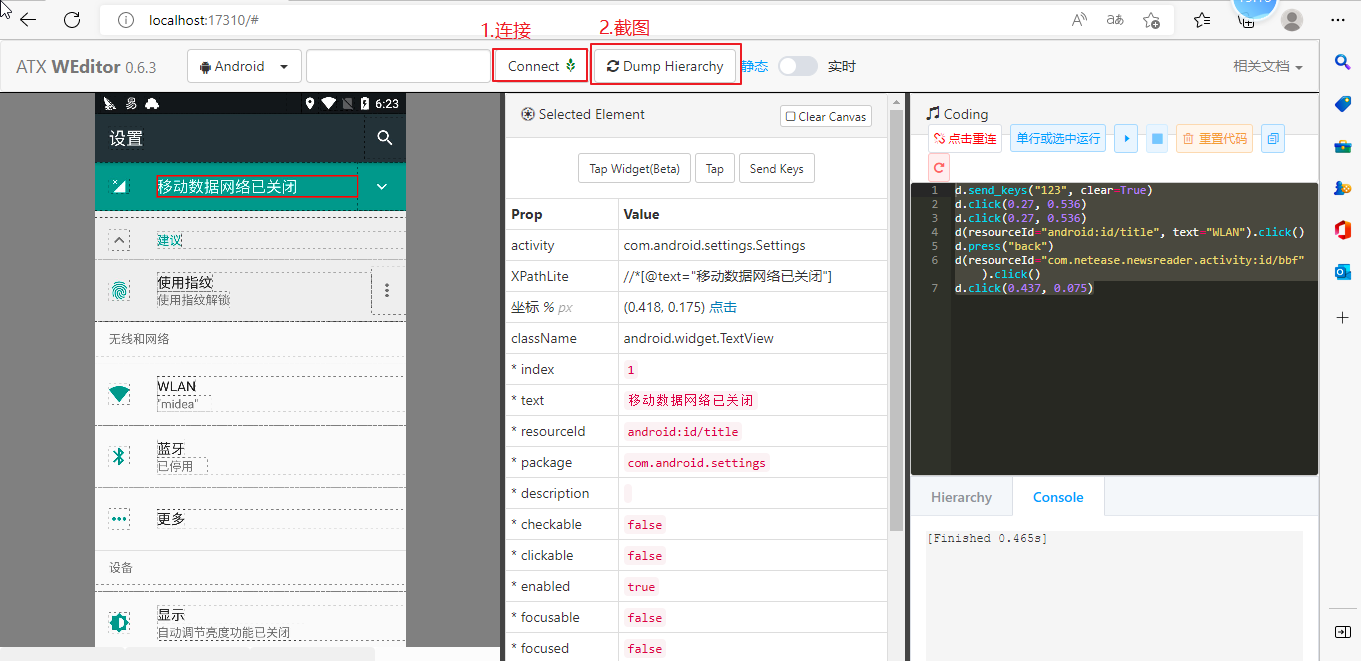 localhost:17310/#
1.连接
2.截图
ATX WEditor 0.6.3
Android
Connect
Dump Hierarchy
静态
实时
相关文档
6:23
设置
移动数据网络已关闭
建议
使用指纹
使用指纹解锁
无线和网络
WLAN
"midea"
蓝牙
已停用
更多
设备
显示
自动调节亮度功能已关闭
Selected Element
Clear Canvas
Tap Widget(Beta)
Tap
Send Keys
Prop Value
activity com.android.settings.Settings
XPathLite //*[@text="移动数据网络已关闭"]
坐标 % px (0.418, 0.175) 点击
className android.widget.TextView
* index 1
* text 移动数据网络已关闭
* resourceId android:id/title
* package com.android.settings
* description
* checkable false
* clickable false
* enabled true
* focusable false
* focused false
Coding
点击重连
单行或选中运行
重置代码
1 d.send_keys("123", clear=True)
2 d.click(0.27, 0.536)
3 d.click(0.27, 0.536)
4 d(resourceId="android:id/title", text="WLAN").click()
5 d.press("back")
6 d(resourceId="com.netease.newsreader.activity:id/bbf"
).click()
7 d.click(0.437, 0.075)
Hierarchy
Console
[Finished 0.465s]